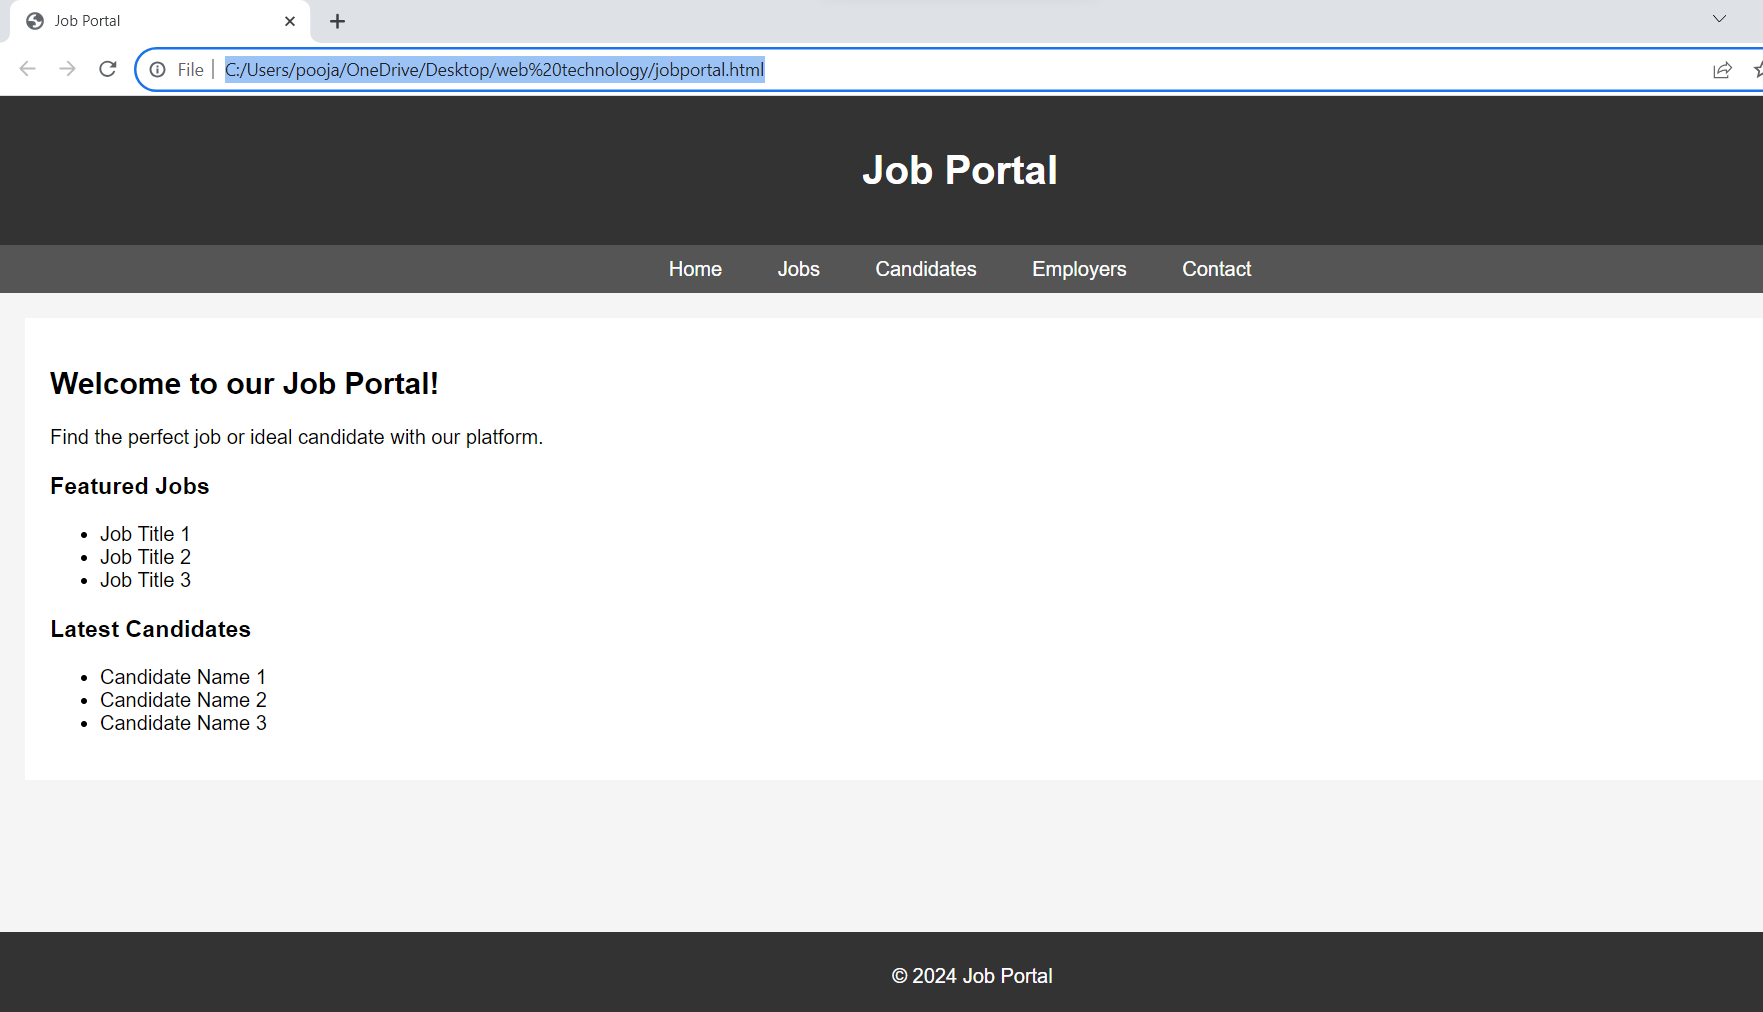 Job Portal
File | C:/Users/pooja/OneDrive/Desktop/web%20technology/jobportal.html
Job Portal
Home Jobs Candidates Employers Contact
Welcome to our Job Portal!
Find the perfect job or ideal candidate with our platform.
Featured Jobs
• Job Title 1
• Job Title 2
• Job Title 3
Latest Candidates
• Candidate Name 1
• Candidate Name 2
• Candidate Name 3
© 2024 Job Portal